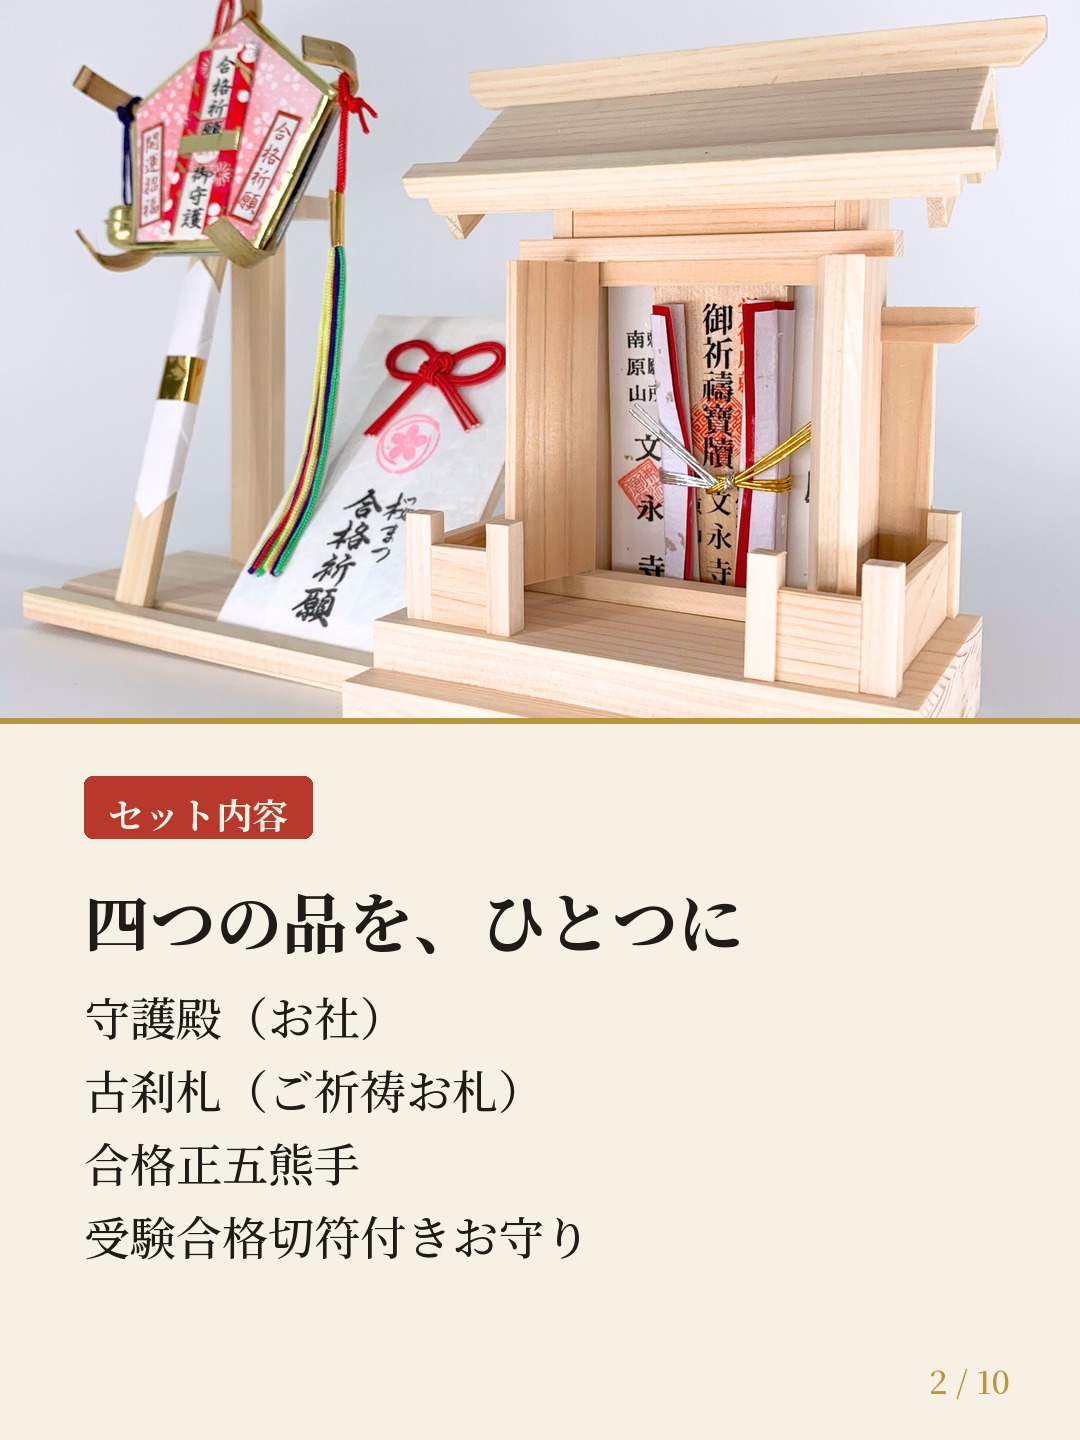 合格祈願 御守護
合格祈願
開運招福
桜まつ
合格祈願
御祈禱寶牘
文永寺
南原山
文永寺
セット内容
四つの品を、ひとつに
守護殿（お社）
古刹札（ご祈祷お札）
合格正五熊手
受験合格切符付きお守り
2 / 10